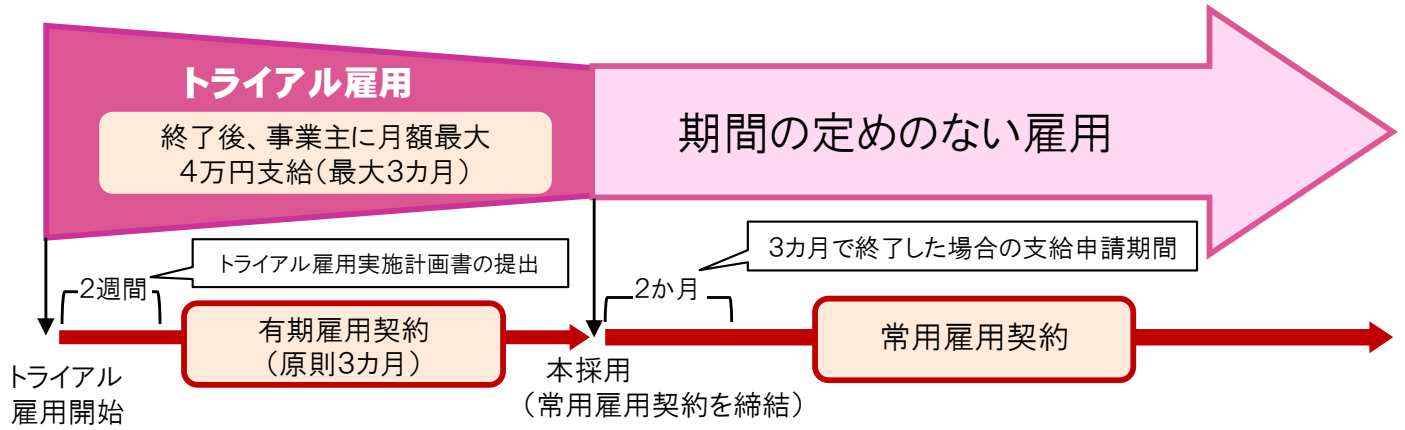 トライアル雇用
終了後、事業主に月額最大
4万円支給(最大3カ月)
期間の定めのない雇用
トライアル雇用実施計画書の提出
3カ月で終了した場合の支給申請期間
2週間
2か月
有期雇用契約
(原則3カ月)
常用雇用契約
トライアル
雇用開始
本採用
(常用雇用契約を締結)